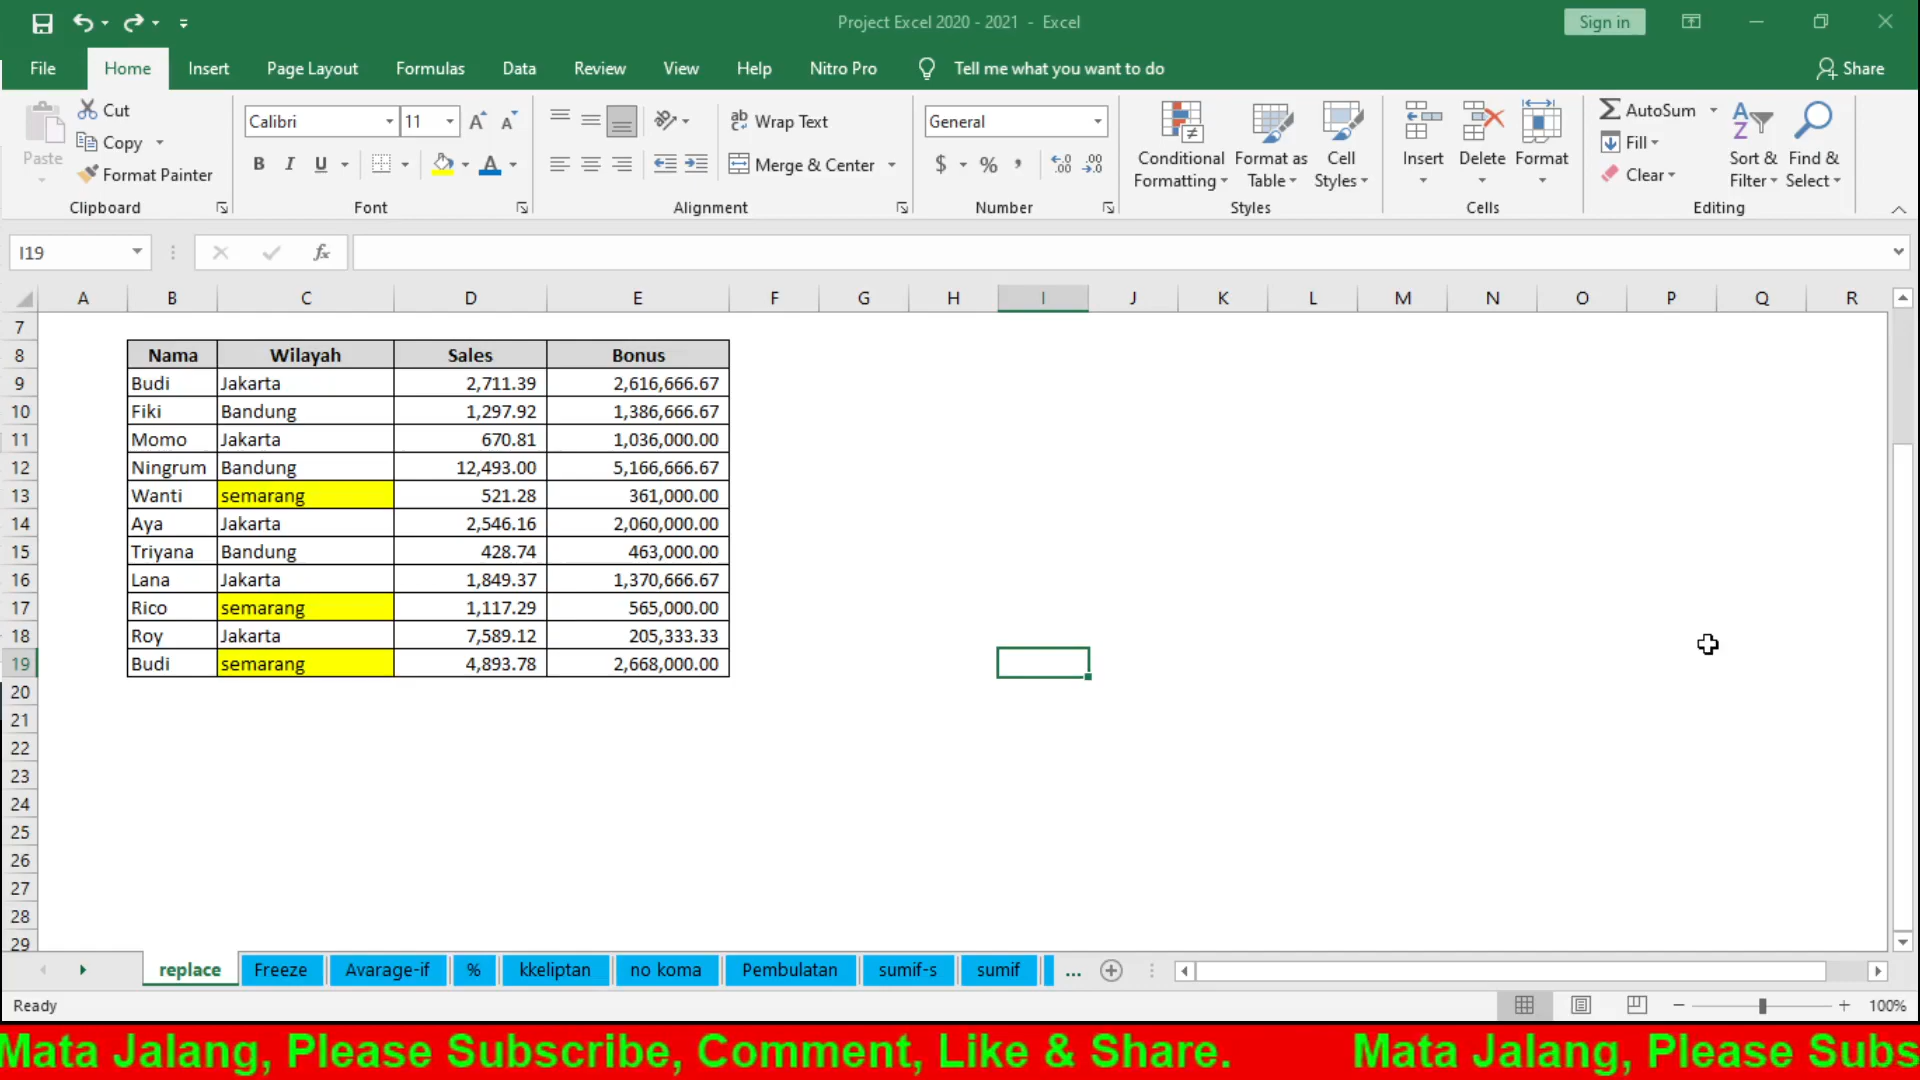 Project Excel 2020 - 2021 - Excel
Sign in
File Home Insert Page Layout Formulas Data Review View Help Nitro Pro Tell me what you want to do Share
Paste Cut Copy Format Painter Clipboard
Calibri 11 B I U A Font
Wrap Text Merge & Center Alignment
General $ % , Number
Conditional Formatting Format as Table Cell Styles Styles
Insert Delete Format Cells
AutoSum Fill Clear Sort & Filter Find & Select Editing
I19 fx
A B C D E F G H I J K L M N O P Q R
7
8 Nama Wilayah Sales Bonus
9 Budi Jakarta 2,711.39 2,616,666.67
10 Fiki Bandung 1,297.92 1,386,666.67
11 Momo Jakarta 670.81 1,036,000.00
12 Ningrum Bandung 12,493.00 5,166,666.67
13 Wanti semarang 521.28 361,000.00
14 Aya Jakarta 2,546.16 2,060,000.00
15 Triyana Bandung 428.74 463,000.00
16 Lana Jakarta 1,849.37 1,370,666.67
17 Rico semarang 1,117.29 565,000.00
18 Roy Jakarta 7,589.12 205,333.33
19 Budi semarang 4,893.78 2,668,000.00
20
21
22
23
24
25
26
27
28
29
replace Freeze Avarage-if % kkeliptan no koma Pembulatan sumif-s sumif ...
Ready 100%
Mata Jalang, Please Subscribe, Comment, Like & Share. Mata Jalang, Please Subs